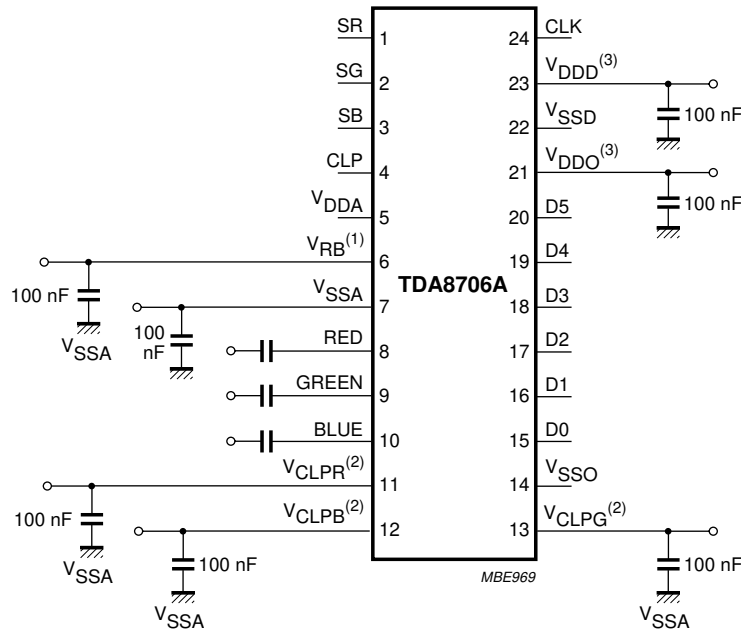 SR 1
SG 2
SB 3
CLP 4
VDDA 5
VRB(1) 6
100 nF
VSSA
VSSA 7
100
nF
RED 8
GREEN 9
BLUE 10
VCLPR(2) 11
100 nF
VSSA
VCLPB(2) 12
100 nF
VSSA
TDA8706A
24 CLK
23 VDDD(3)
100 nF
22 VSSD
21 VDDO(3)
100 nF
20 D5
19 D4
18 D3
17 D2
16 D1
15 D0
14 VSSO
13 VCLPG(2)
100 nF
VSSA
MBE969